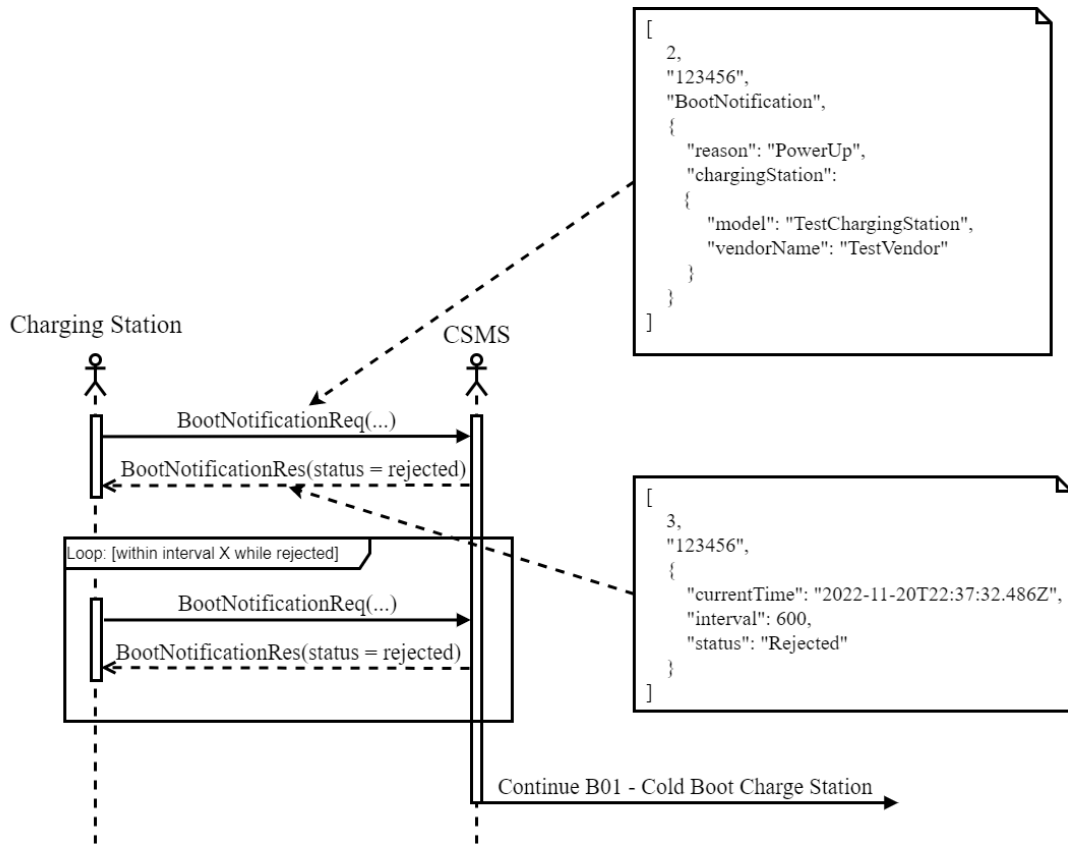 [
2,
"123456",
"BootNotification",
{
"reason": "PowerUp",
"chargingStation":
{
"model": "TestChargingStation",
"vendorName": "TestVendor"
}
}
]
Charging Station
CSMS
BootNotificationReq(...)
BootNotificationRes(status = rejected)
[
3,
"123456",
{
"currentTime": "2022-11-20T22:37:32.486Z",
"interval": 600,
"status": "Rejected"
}
]
Loop: [within interval X while rejected]
BootNotificationReq(...)
BootNotificationRes(status = rejected)
Continue B01 - Cold Boot Charge Station